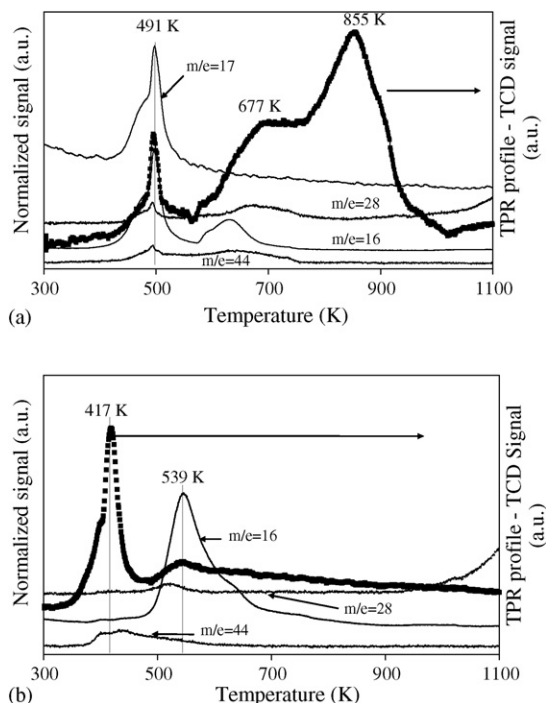 491 K
855 K
m/e=17
677 K
m/e=28
m/e=16
m/e=44
Normalized signal (a.u.)
TPR profile - TCD signal
(a.u.)
300 500 700 900 1100
(a) Temperature (K)
417 K
539 K
m/e=16
m/e=28
m/e=44
Normalized signal (a.u.)
TPR profile - TCD Signal
(a.u.)
300 500 700 900 1100
(b) Temperature (K)